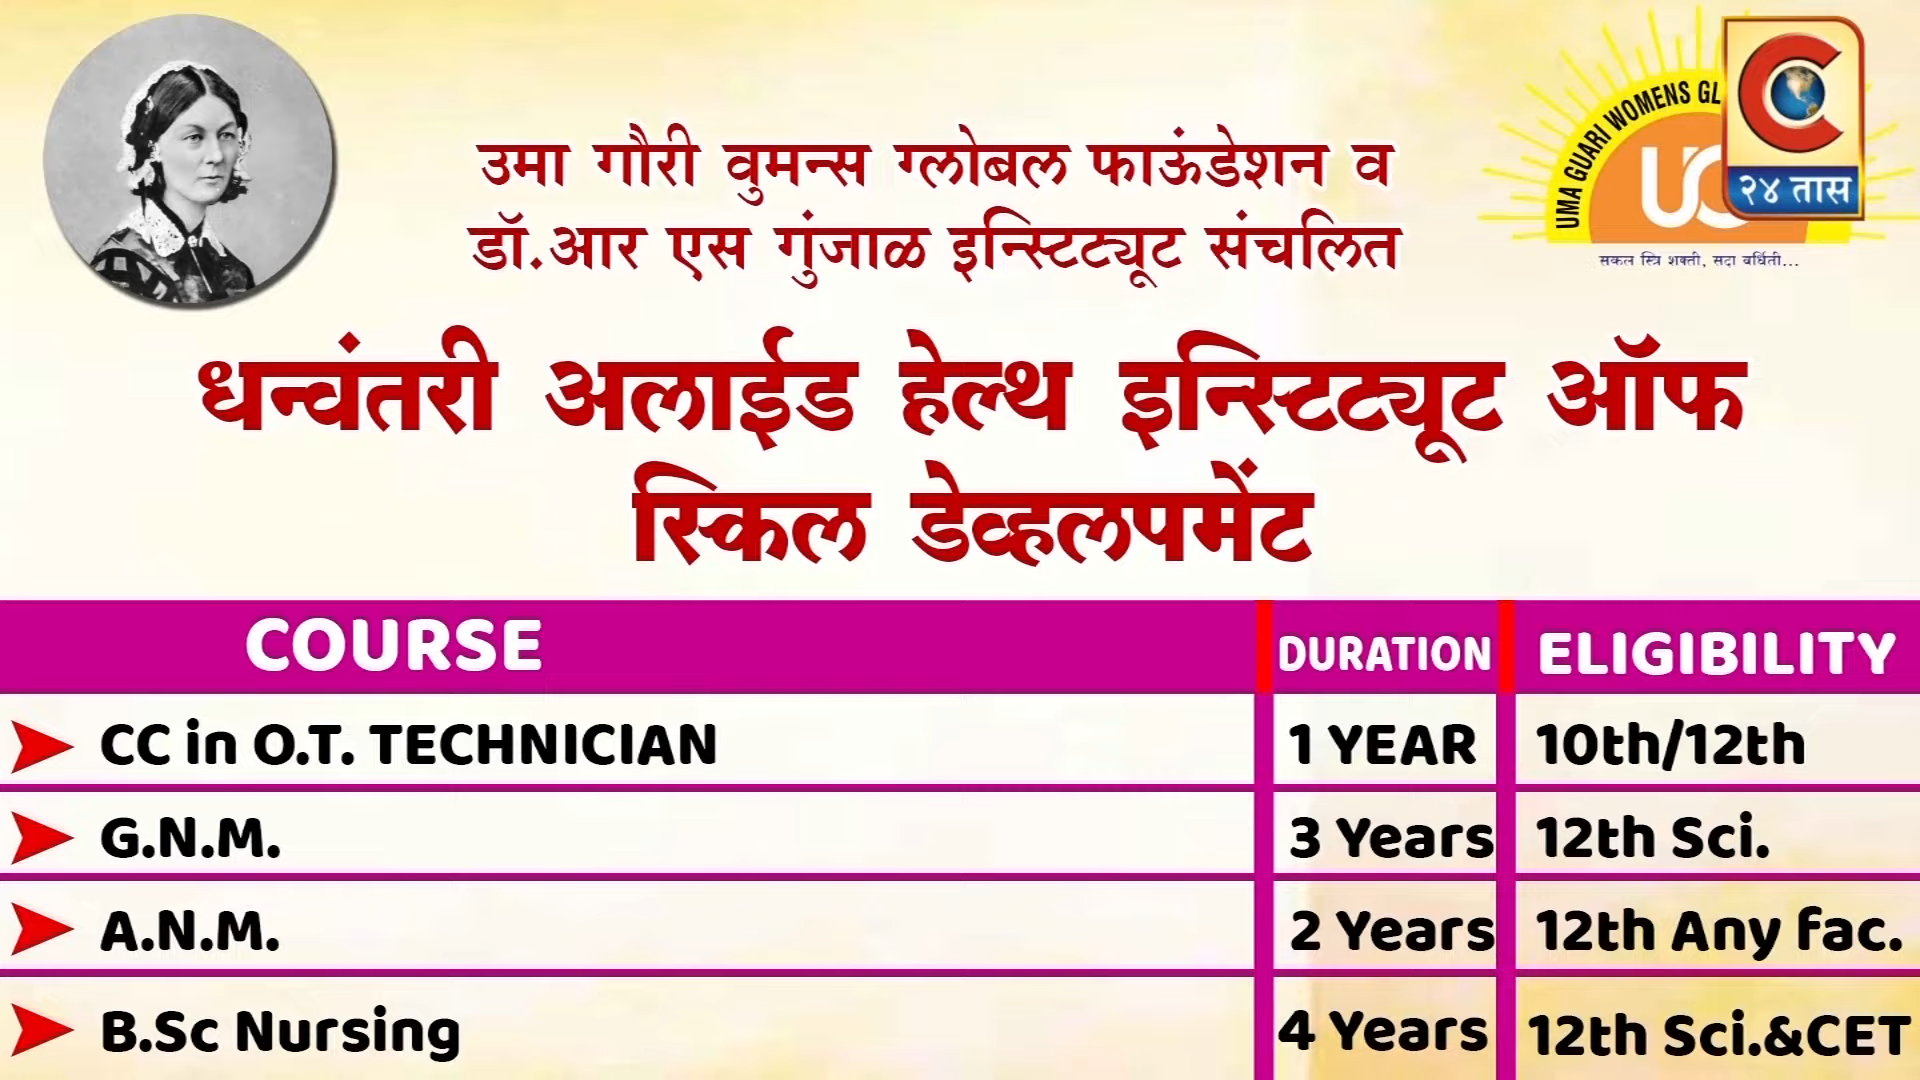 उमा गौरी वुमन्स ग्लोबल फाऊंडेशन व
डॉ.आर एस गुंजाळ इन्स्टिट्यूट संचलित
UMA GUARI WOMENS
२४ तास
सकल स्त्रि शक्ती, सदा वर्धिती...
धन्वंतरी अलाईड हेल्थ इन्स्टिट्यूट ऑफ
स्किल डेव्हलपमेंट
COURSE DURATION ELIGIBILITY
CC in O.T. TECHNICIAN 1 YEAR 10th/12th
G.N.M. 3 Years 12th Sci.
A.N.M. 2 Years 12th Any fac.
B.Sc Nursing 4 Years 12th Sci.&CET